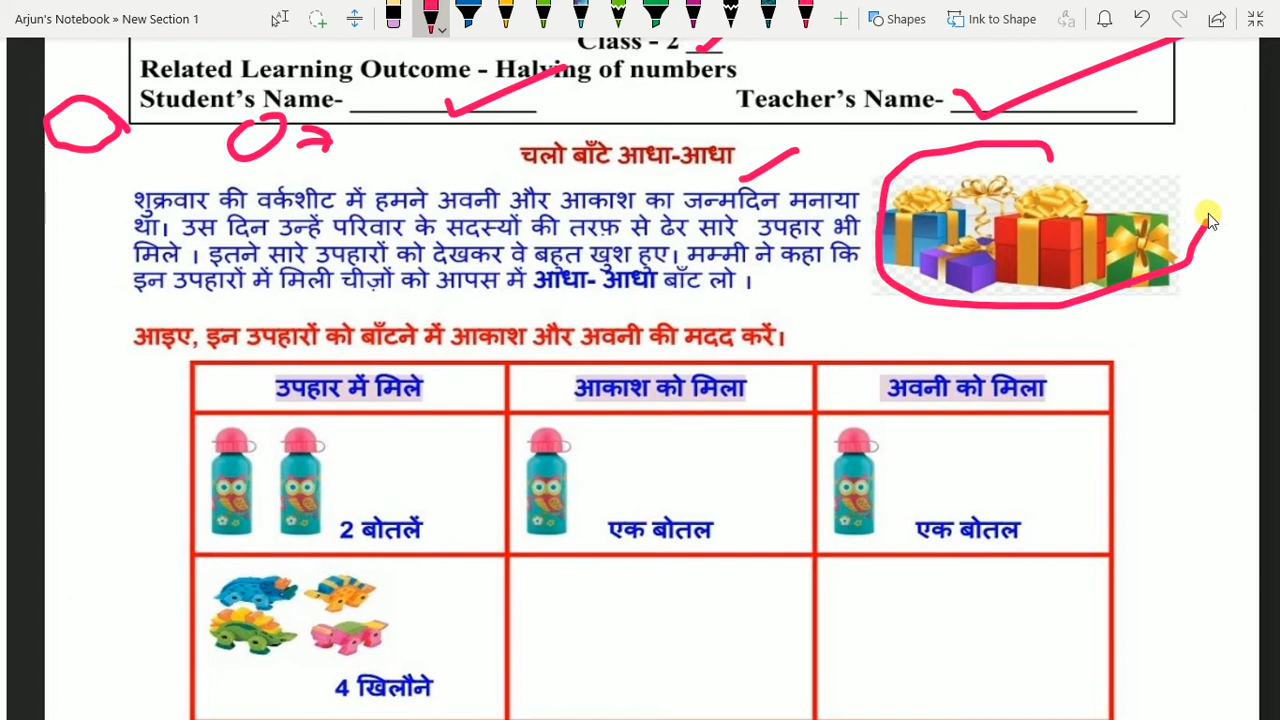 Arjun's Notebook » New Section 1
Shapes
Ink to Shape
Class - 2
Related Learning Outcome - Halving of numbers
Student's Name- Teacher's Name-
चलो बाँटे आधा-आधा
शुक्रवार की वर्कशीट में हमने अवनी और आकाश का जन्मदिन मनाया
था। उस दिन उन्हें परिवार के सदस्यों की तरफ़ से ढेर सारे उपहार भी
मिले । इतने सारे उपहारों को देखकर वे बहुत खुश हुए। मम्मी ने कहा कि
इन उपहारों में मिली चीज़ों को आपस में आधा- आधा बाँट लो ।
आइए, इन उपहारों को बाँटने में आकाश और अवनी की मदद करें।
उपहार में मिले आकाश को मिला अवनी को मिला
2 बोतलें एक बोतल एक बोतल
4 खिलौने